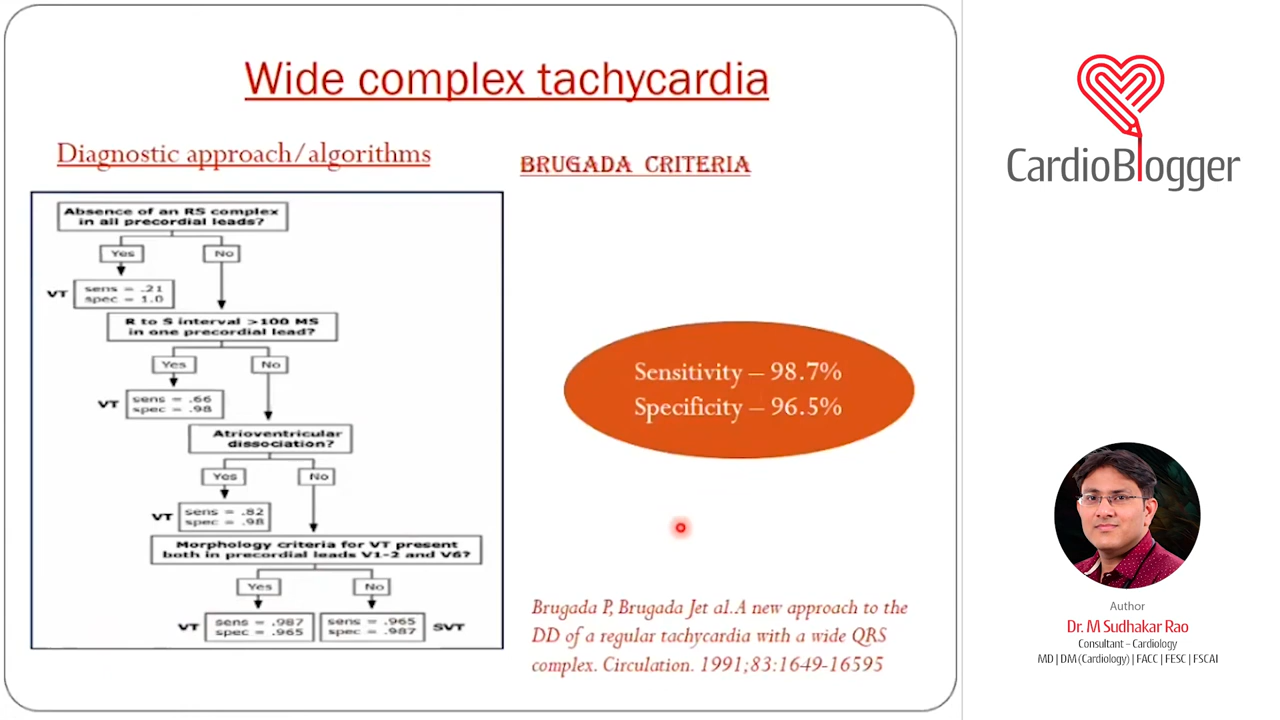 Wide complex tachycardia
Diagnostic approach/algorithms
BRUGADA CRITERIA
Absence of an RS complex
in all precordial leads?
Yes
No
VT
sens = .21
spec = 1.0
R to S interval >100 MS
in one precordial lead?
Yes
No
VT
sens = .66
spec = .98
Atrioventricular
dissociation?
Yes
No
VT
sens = .82
spec = .98
Morphology criteria for VT present
both in precordial leads V1-2 and V6?
Yes
No
VT
sens = .987
spec = .965
sens = .965
spec = .987
SVT
Sensitivity – 98.7%
Specificity – 96.5%
Brugada P, Brugada Jet al.A new approach to the
DD of a regular tachycardia with a wide QRS
complex. Circulation. 1991;83:1649-16595
CardioBlogger
Author
Dr. M Sudhakar Rao
Consultant – Cardiology
MD | DM (Cardiology) | FACC | FESC | FSCAI